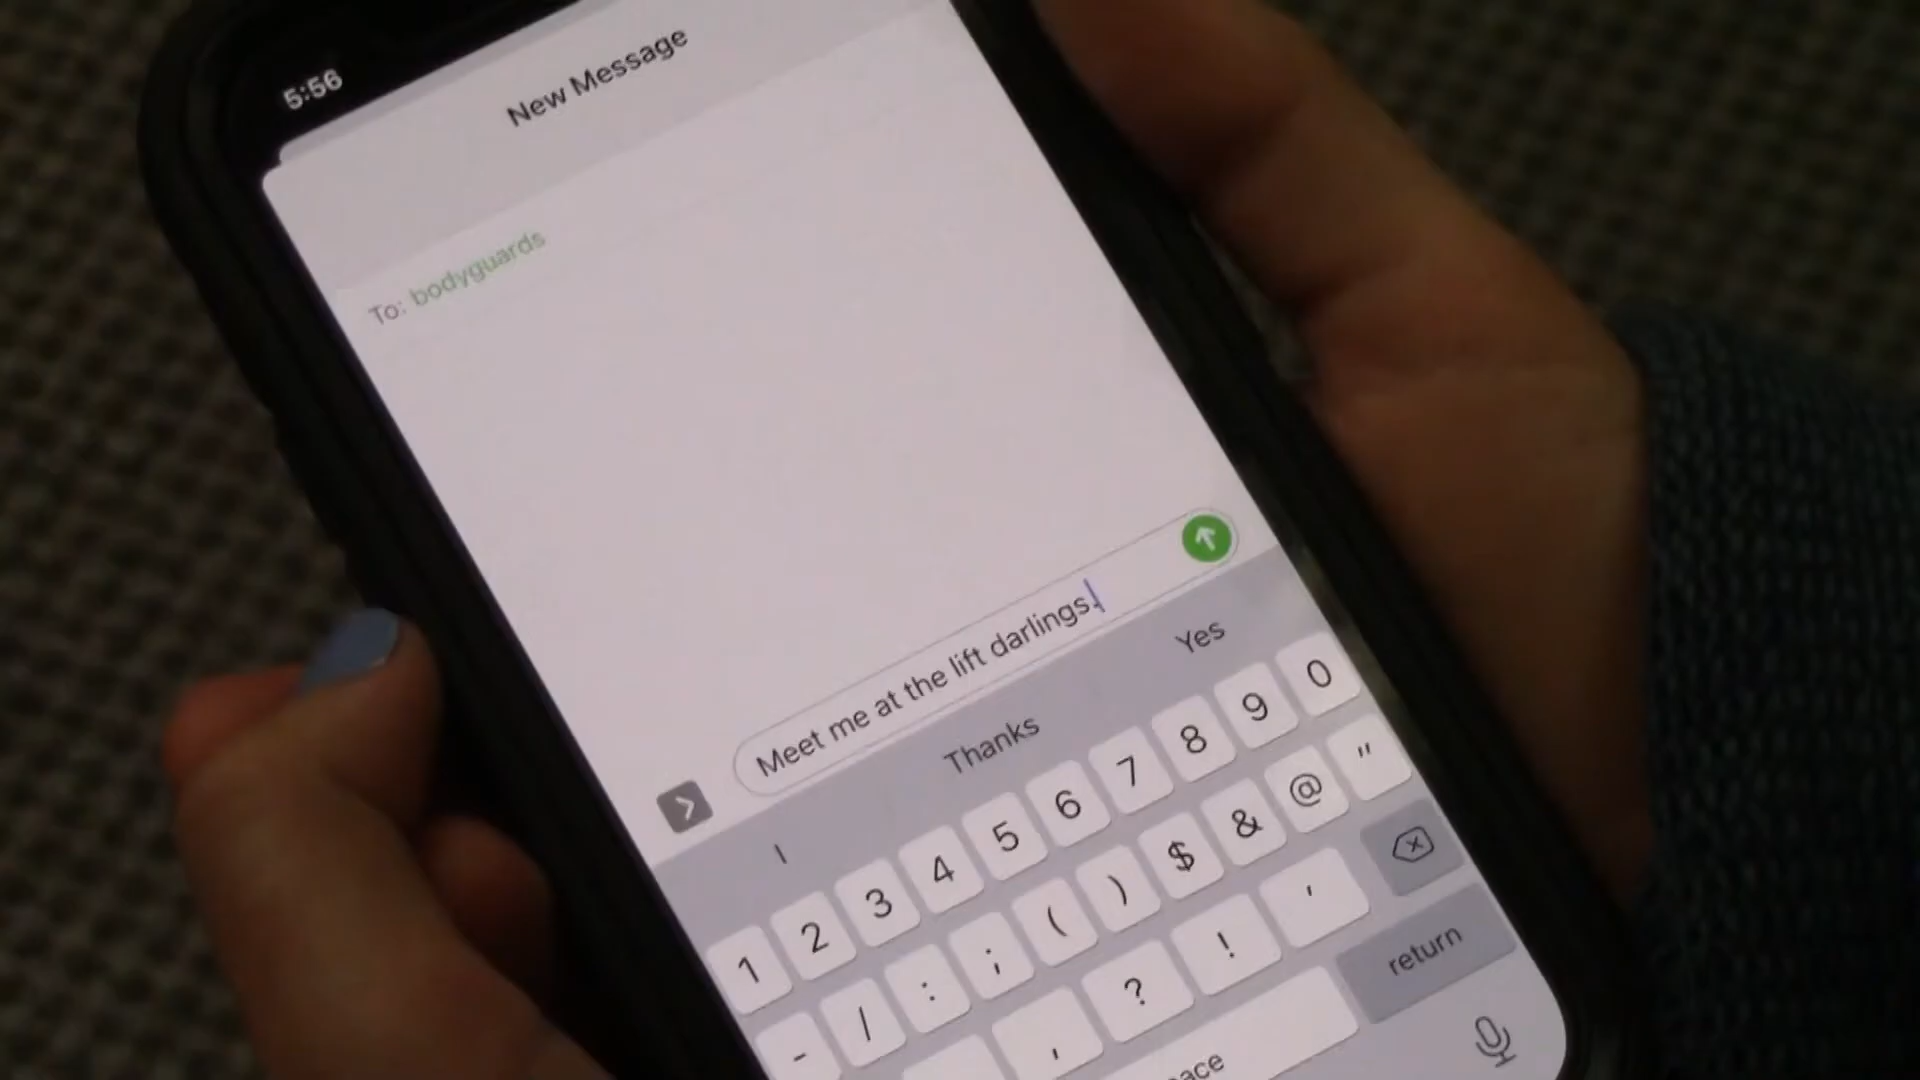 5:56
New Message
To: bodyguards
Meet me at the lift darlings.
I
Thanks
Yes
1 2 3 4 5 6 7 8 9 0
- / : ; ( ) $ & @ "
, ? ! '
return